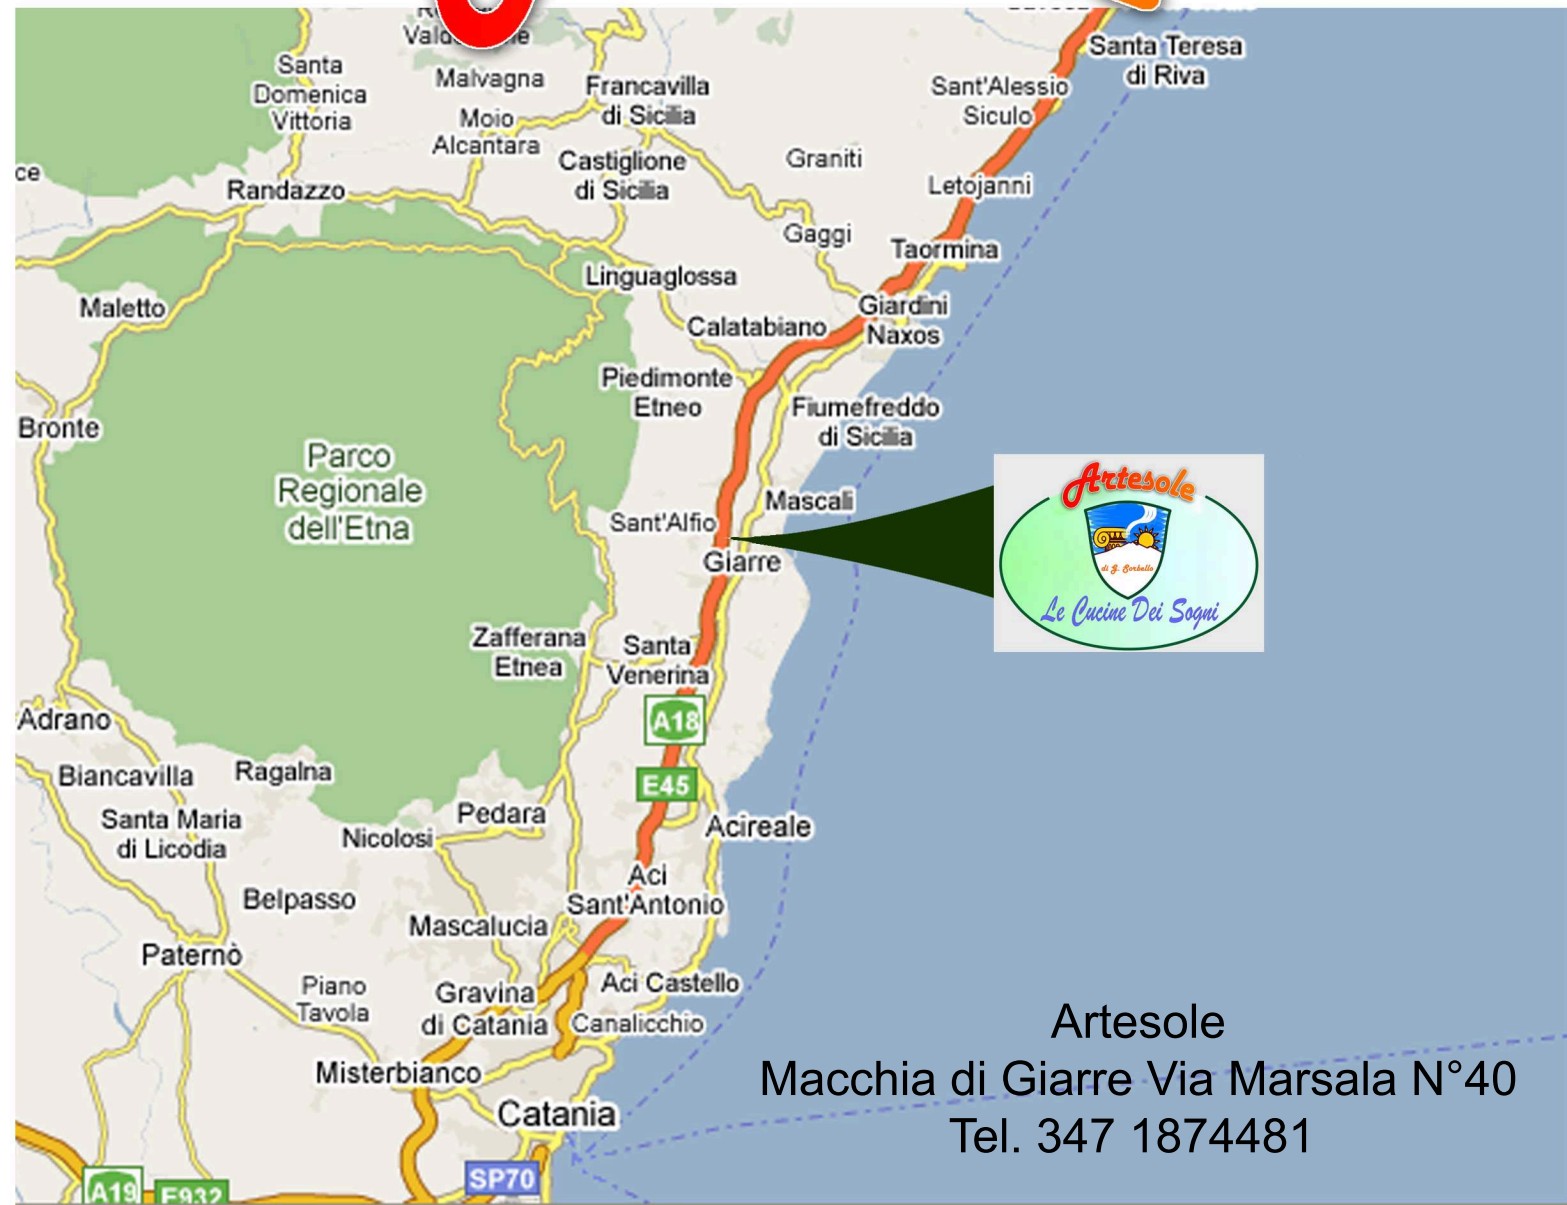 Santa Teresa
di Riva
Santa
Domenica
Vittoria
Malvagna
Francavilla
di Sicilia
Sant'Alessio
Siculo
Moio
Alcantara
Castiglione
di Sicilia
Graniti
ce
Randazzo
Letojanni
Gaggi
Taormina
Linguaglossa
Maletto
Giardini
Naxos
Calatabiano
Piedimonte
Etneo
Fiumefreddo
di Sicilia
Bronte
Parco
Regionale
dell'Etna
Mascali
Sant'Alfio
Giarre
Artesole
di G. Sorbello
Le Cucine Dei Sogni
Zafferana
Etnea
Santa
Venerina
A18
Adrano
E45
Biancavilla
Ragalna
Santa Maria
di Licodia
Pedara
Nicolosi
Acireale
Aci
Sant'Antonio
Belpasso
Mascalucia
Paternò
Piano
Tavola
Gravina
di Catania
Aci Castello
Canalicchio
Misterbianco
Catania
SP70
A19
E932
Artesole
Macchia di Giarre Via Marsala N°40
Tel. 347 1874481